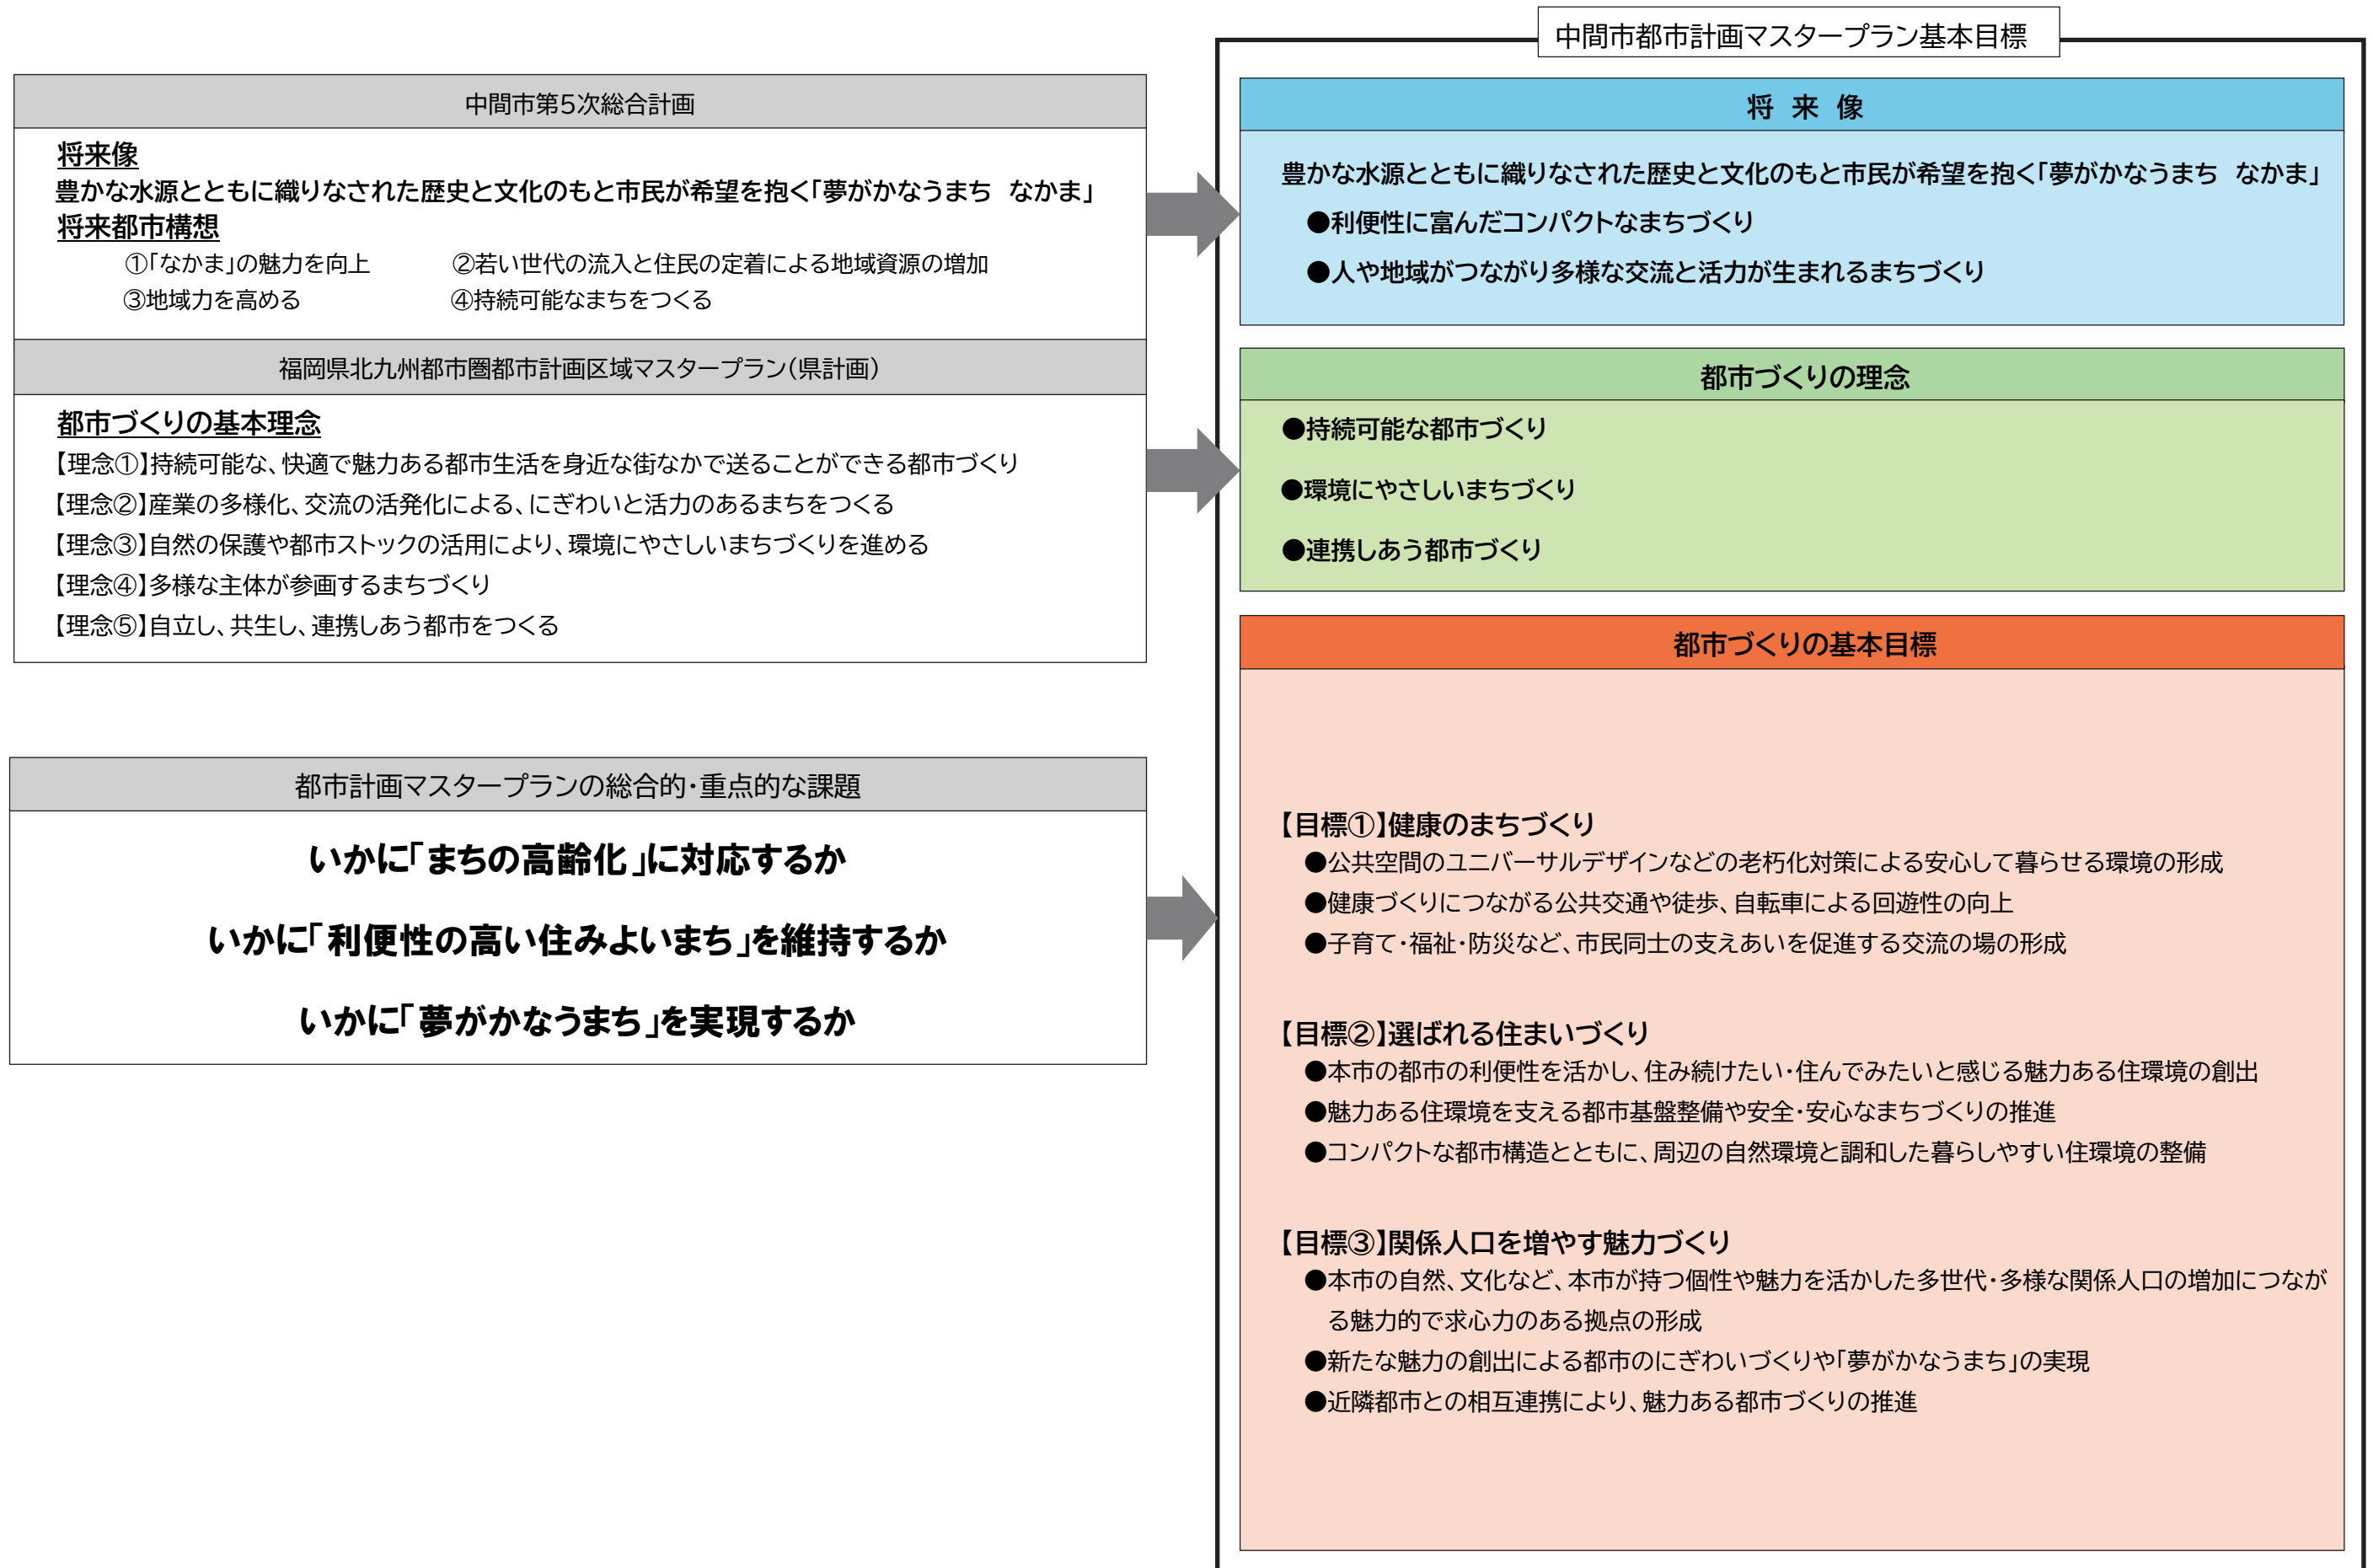 中間市都市計画マスタープラン基本目標
中間市第5次総合計画
将来像
豊かな水源とともに織りなされた歴史と文化のもと市民が希望を抱く「夢がかなうまち　なかま」
将来都市構想
①「なかま」の魅力を向上　②若い世代の流入と住民の定着による地域資源の増加
③地域力を高める　④持続可能なまちをつくる
福岡県北九州都市圏都市計画区域マスタープラン(県計画)
都市づくりの基本理念
【理念①】持続可能な、快適で魅力ある都市生活を身近な街なかで送ることができる都市づくり
【理念②】産業の多様化、交流の活発化による、にぎわいと活力のあるまちをつくる
【理念③】自然の保護や都市ストックの活用により、環境にやさしいまちづくりを進める
【理念④】多様な主体が参画するまちづくり
【理念⑤】自立し、共生し、連携しあう都市をつくる
都市計画マスタープランの総合的・重点的な課題
いかに「まちの高齢化」に対応するか
いかに「利便性の高い住みよいまち」を維持するか
いかに「夢がかなうまち」を実現するか
将 来 像
豊かな水源とともに織りなされた歴史と文化のもと市民が希望を抱く「夢がかなうまち　なかま」
●利便性に富んだコンパクトなまちづくり
●人や地域がつながり多様な交流と活力が生まれるまちづくり
都市づくりの理念
●持続可能な都市づくり
●環境にやさしいまちづくり
●連携しあう都市づくり
都市づくりの基本目標
【目標①】健康のまちづくり
●公共空間のユニバーサルデザインなどの老朽化対策による安心して暮らせる環境の形成
●健康づくりにつながる公共交通や徒歩、自転車による回遊性の向上
●子育て・福祉・防災など、市民同士の支えあいを促進する交流の場の形成
【目標②】選ばれる住まいづくり
●本市の都市の利便性を活かし、住み続けたい・住んでみたいと感じる魅力ある住環境の創出
●魅力ある住環境を支える都市基盤整備や安全・安心なまちづくりの推進
●コンパクトな都市構造とともに、周辺の自然環境と調和した暮らしやすい住環境の整備
【目標③】関係人口を増やす魅力づくり
●本市の自然、文化など、本市が持つ個性や魅力を活かした多世代・多様な関係人口の増加につなが
る魅力的で求心力のある拠点の形成
●新たな魅力の創出による都市のにぎわいづくりや「夢がかなうまち」の実現
●近隣都市との相互連携により、魅力ある都市づくりの推進